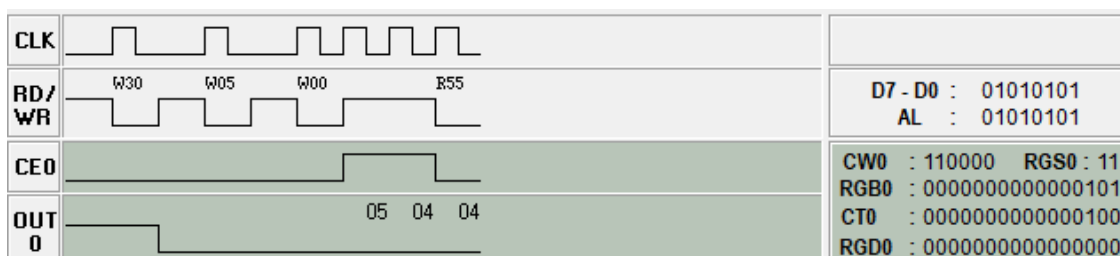 CLK
RD/
WR
W30 W05 W00 R55
CE0
OUT
0
05 04 04
D7 - D0 : 01010101
AL : 01010101
CW0 : 110000 RGS0 : 11
RGB0 : 0000000000000101
CT0 : 0000000000000100
RGD0 : 0000000000000000